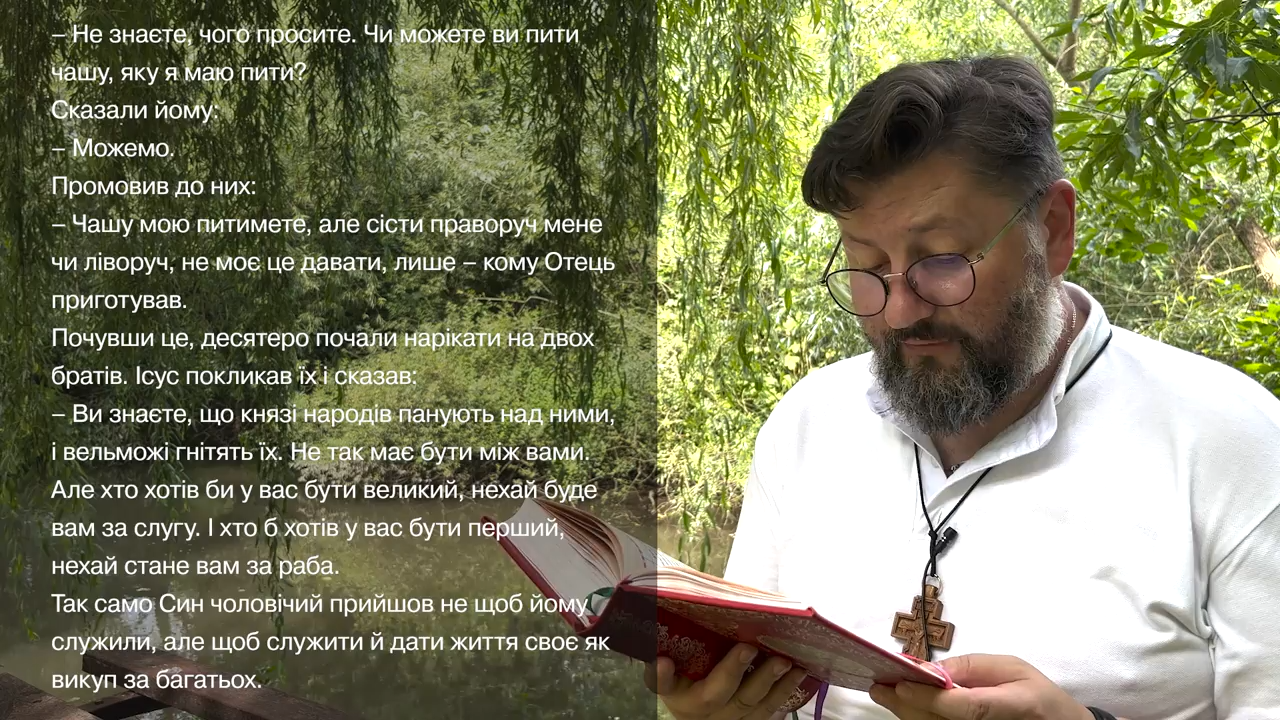 – Не знаєте, чого просите. Чи можете ви пити
чашу, яку я маю пити?
Сказали йому:
– Можемо.
Промовив до них:
– Чашу мою питимете, але сісти праворуч мене
чи ліворуч, не моє це давати, лише – кому Отець
приготував.
Почувши це, десятеро почали нарікати на двох
братів. Ісус покликав їх і сказав:
– Ви знаєте, що князі народів панують над ними,
і вельможі гнітять їх. Не так має бути між вами.
Але хто хотів би у вас бути великий, нехай буде
вам за слугу. І хто б хотів у вас бути перший,
нехай стане вам за раба.
Так само Син чоловічий прийшов не щоб йому
служили, але щоб служити й дати життя своє як
викуп за багатьох.